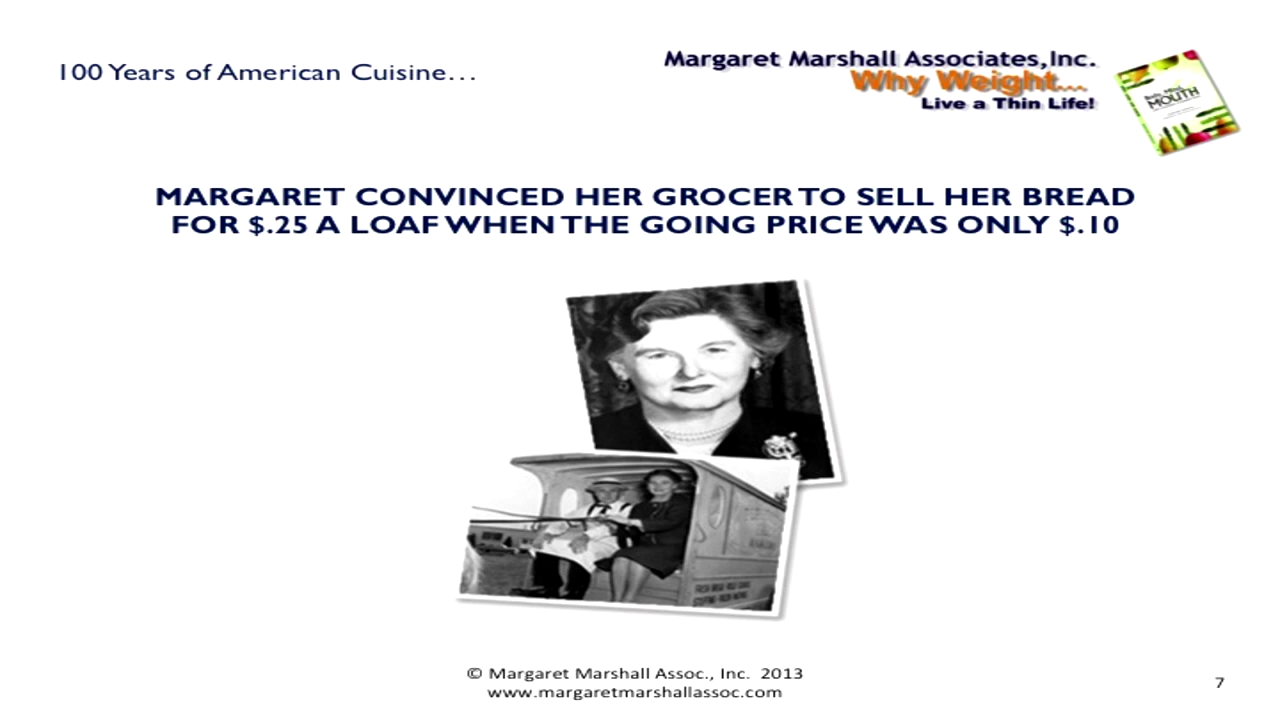 100 Years of American Cuisine...
Margaret Marshall Associates,Inc.
Why Weight....
Live a Thin Life!
MOUTH
MARGARET CONVINCED HER GROCER TO SELL HER BREAD
FOR $.25 A LOAF WHEN THE GOING PRICE WAS ONLY $.10
© Margaret Marshall Assoc., Inc. 2013
www.margaretmarshallassoc.com
7